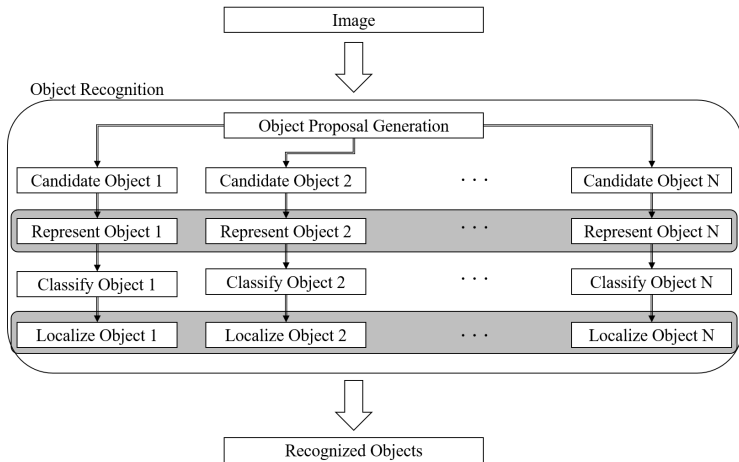 Image
Object Recognition
Object Proposal Generation
Candidate Object 1 Candidate Object 2 . . . Candidate Object N
Represent Object 1 Represent Object 2 . . . Represent Object N
Classify Object 1 Classify Object 2 . . . Classify Object N
Localize Object 1 Localize Object 2 . . . Localize Object N
Recognized Objects